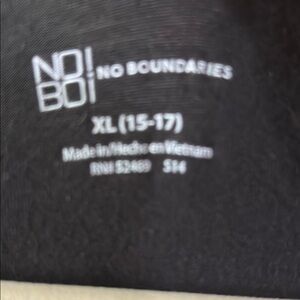 NO!
BO! NO BOUNDARIES
XL (15-17)
Made in/Hecho en Vietnam
RN# 52469 S14